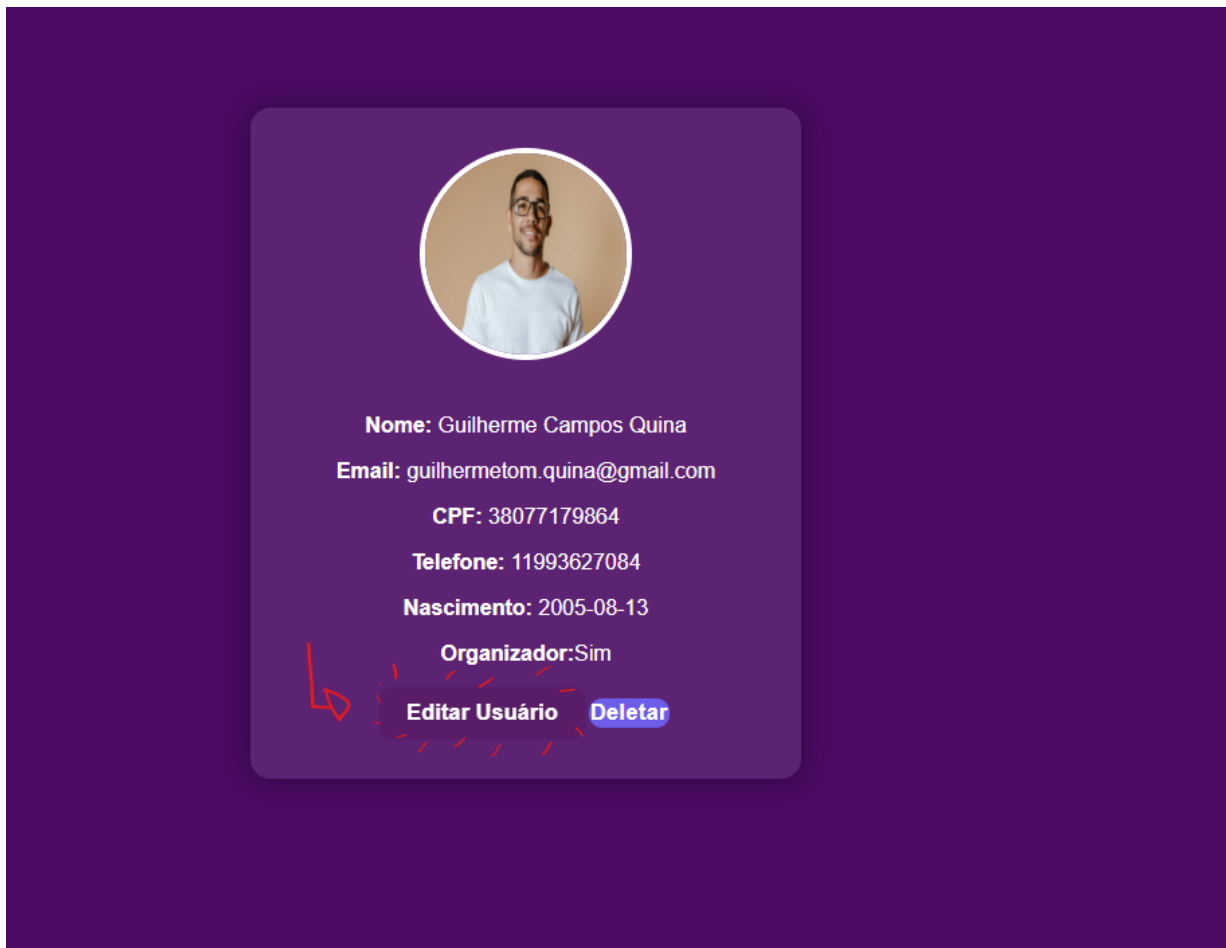 Nome: Guilherme Campos Quina
Email: guilhermetom.quina@gmail.com
CPF: 38077179864
Telefone: 11993627084
Nascimento: 2005-08-13
Organizador:Sim
Editar Usuário Deletar